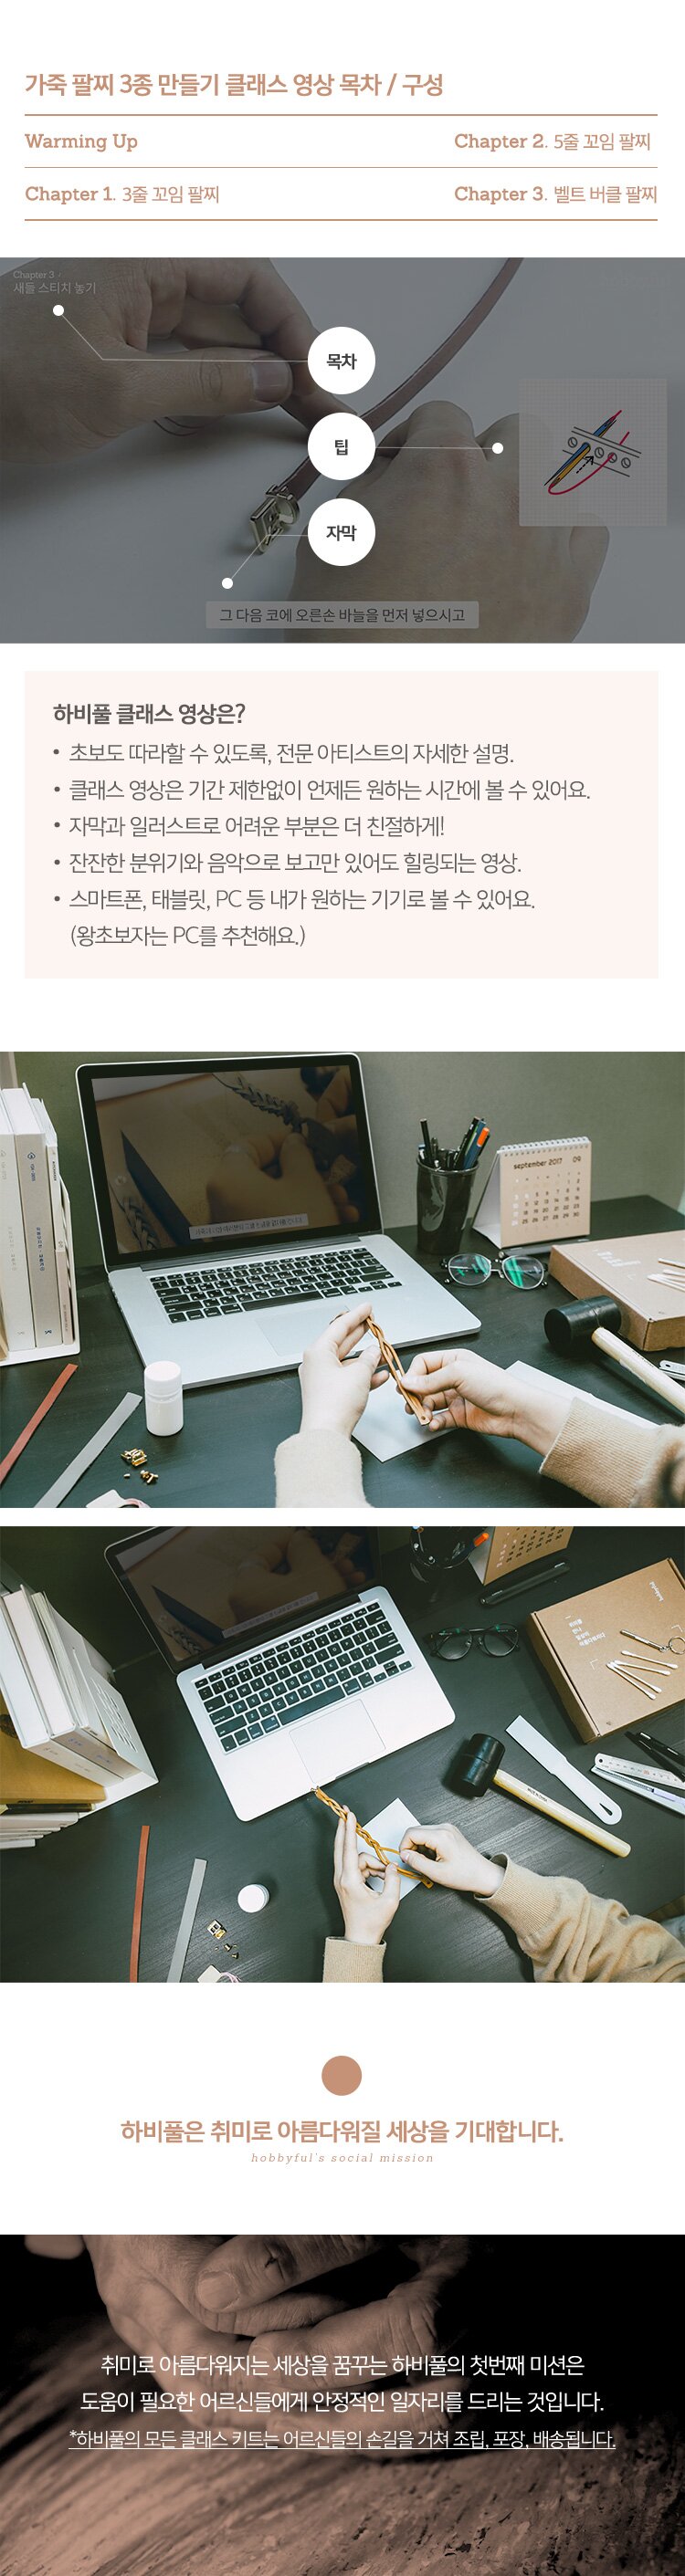 가죽 팔찌 3종 만들기 클래스 영상 목차 / 구성
Warming Up
Chapter 2. 5줄 꼬임 팔찌
Chapter 1. 3줄 꼬임 팔찌
Chapter 3. 벨트 버클 팔찌
Chapter 3
새들 스티치 놓기
목차
팁
자막
그 다음 코에 오른손 바늘을 먼저 넣으시고
하비풀 클래스 영상은?
• 초보도 따라할 수 있도록, 전문 아티스트의 자세한 설명.
• 클래스 영상은 기간 제한없이 언제든 원하는 시간에 볼 수 있어요.
• 자막과 일러스트로 어려운 부분은 더 친절하게!
• 잔잔한 분위기와 음악으로 보고만 있어도 힐링되는 영상.
• 스마트폰, 태블릿, PC 등 내가 원하는 기기로 볼 수 있어요.
(왕초보자는 PC를 추천해요.)
september 2017 09
하비풀은 취미로 아름다워질 세상을 기대합니다.
hobbyful's social mission
취미로 아름다워지는 세상을 꿈꾸는 하비풀의 첫번째 미션은
도움이 필요한 어르신들에게 안정적인 일자리를 드리는 것입니다.
*하비풀의 모든 클래스 키트는 어르신들의 손길을 거쳐 조립, 포장, 배송됩니다.